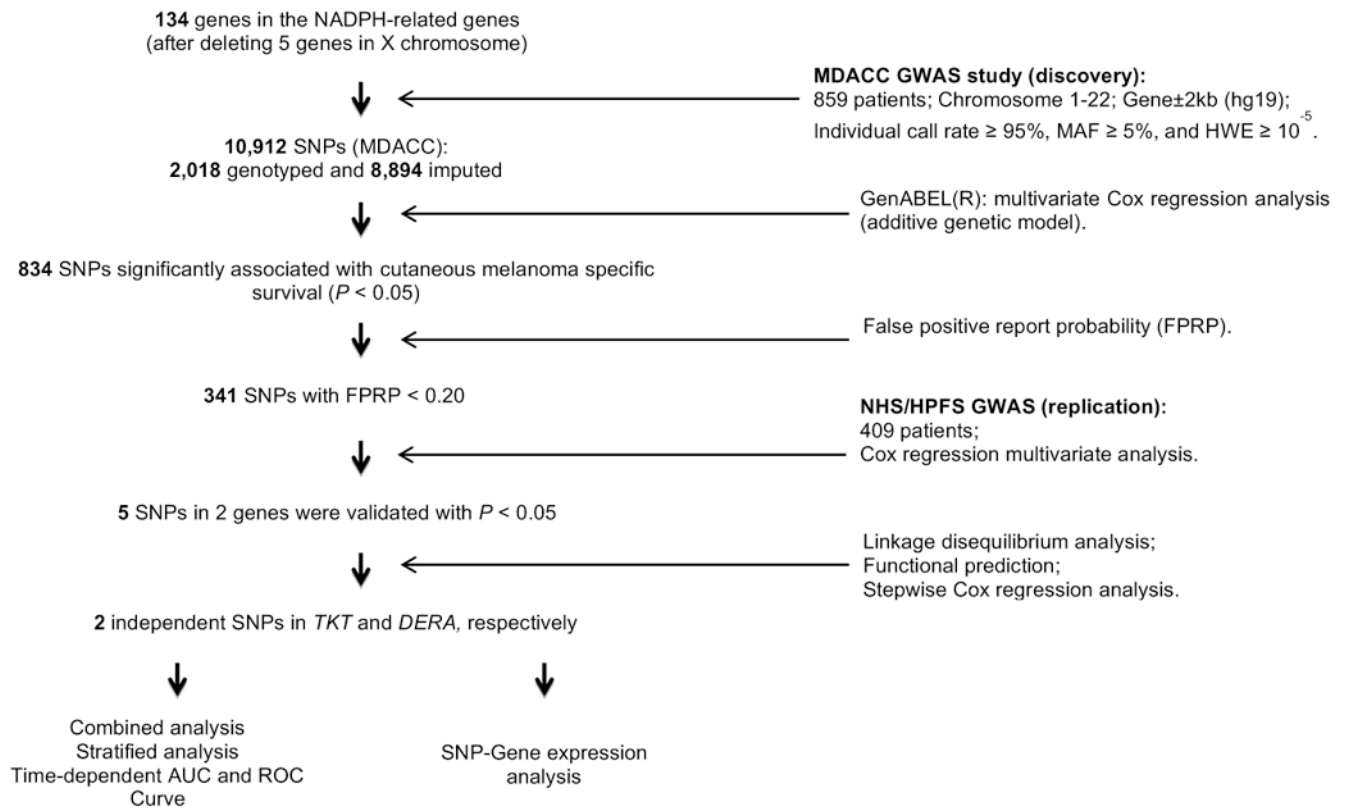 134 genes in the NADPH-related genes
(after deleting 5 genes in X chromosome)
MDACC GWAS study (discovery):
859 patients; Chromosome 1-22; Gene±2kb (hg19);
Individual call rate ≥ 95%, MAF ≥ 5%, and HWE ≥ 10⁻⁵.
10,912 SNPs (MDACC):
2,018 genotyped and 8,894 imputed
GenABEL(R): multivariate Cox regression analysis
(additive genetic model).
834 SNPs significantly associated with cutaneous melanoma specific
survival (P < 0.05)
False positive report probability (FPRP).
341 SNPs with FPRP < 0.20
NHS/HPFS GWAS (replication):
409 patients;
Cox regression multivariate analysis.
5 SNPs in 2 genes were validated with P < 0.05
Linkage disequilibrium analysis;
Functional prediction;
Stepwise Cox regression analysis.
2 independent SNPs in TKT and DERA, respectively
Combined analysis
Stratified analysis
Time-dependent AUC and ROC
Curve
SNP-Gene expression
analysis